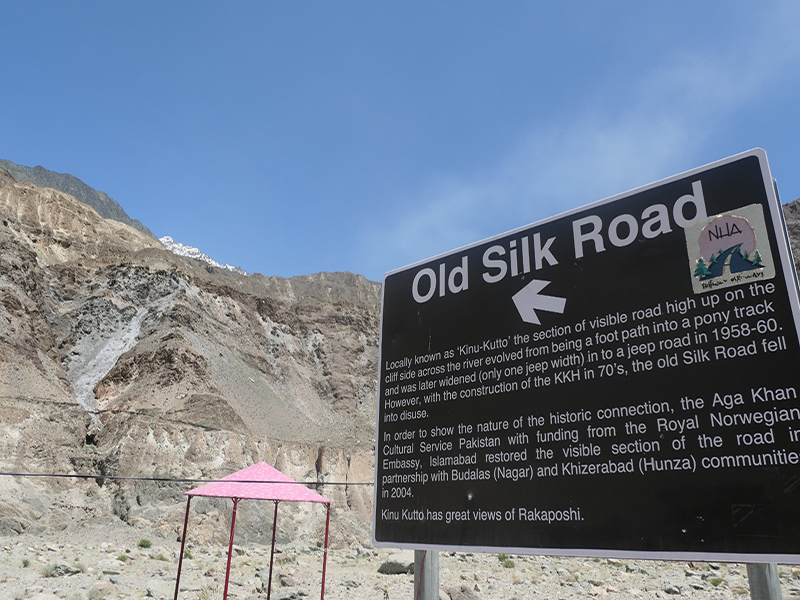 Old Silk Road
NHA
Locally known as 'Kinu-Kutto' the section of visible road high up on the
cliff side across the river evolved from being a foot path into a pony track
and was later widened (only one jeep width) in to a jeep road in 1958-60.
However, with the construction of the KKH in 70's, the old Silk Road fell
into disuse.
In order to show the nature of the historic connection, the Aga Khan
Cultural Service Pakistan with funding from the Royal Norwegian
Embassy, Islamabad restored the visible section of the road in
partnership with Budalas (Nagar) and Khizerabad (Hunza) communitie
in 2004.
Kinu Kutto has great views of Rakaposhi.